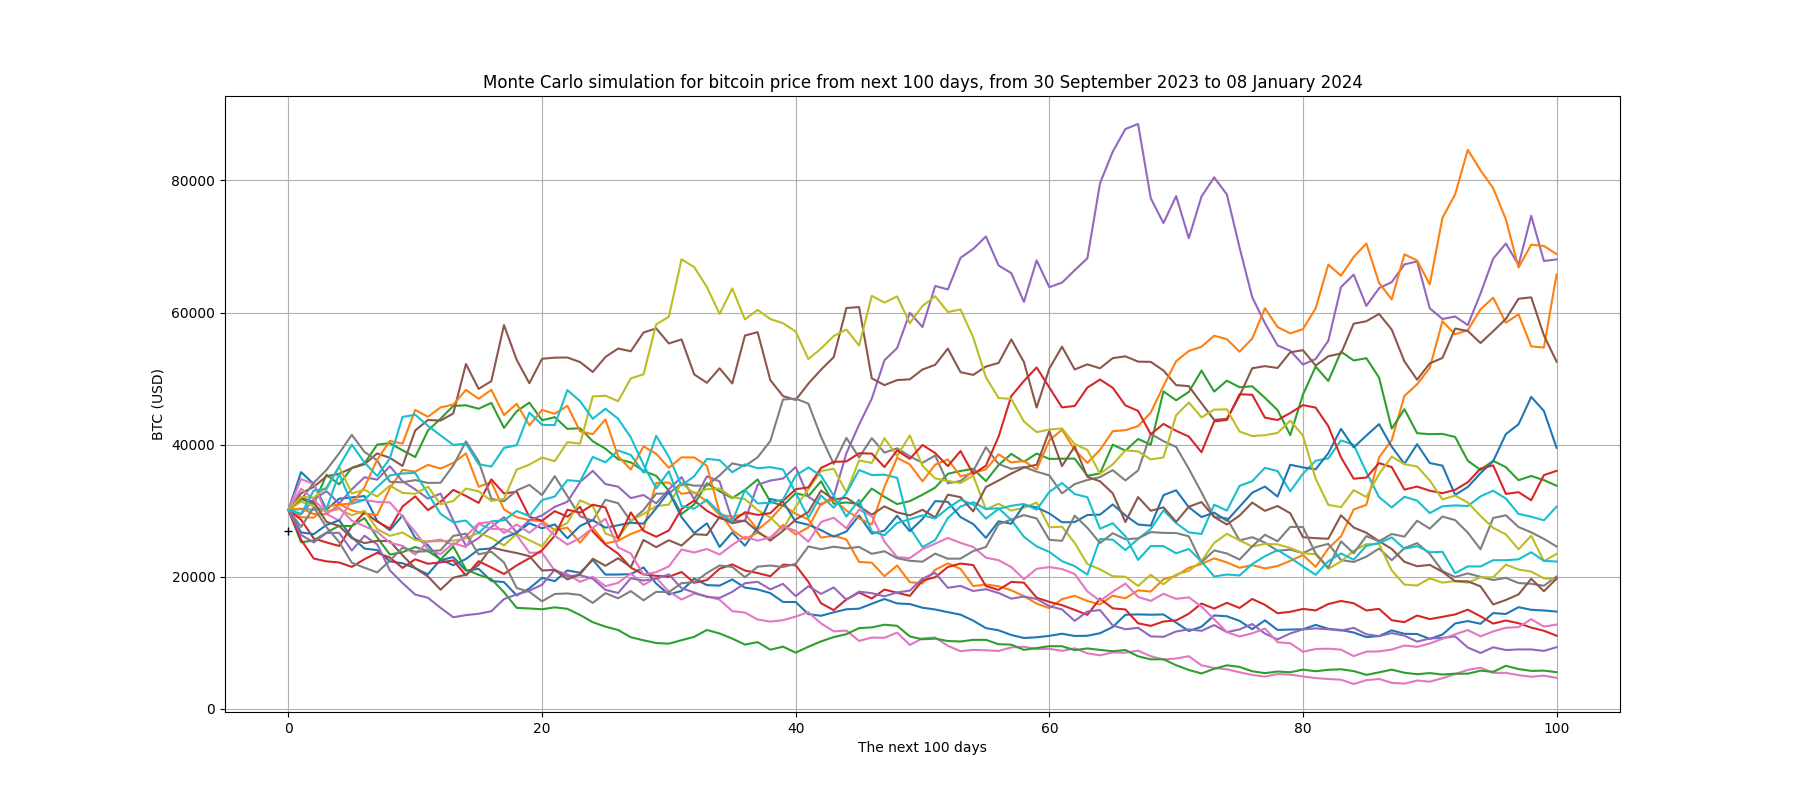 Monte Carlo simulation for bitcoin price from next 100 days, from 30 September 2023 to 08 January 2024
80000
60000
40000
20000
0
BTC (USD)
0 20 40 60 80 100
The next 100 days